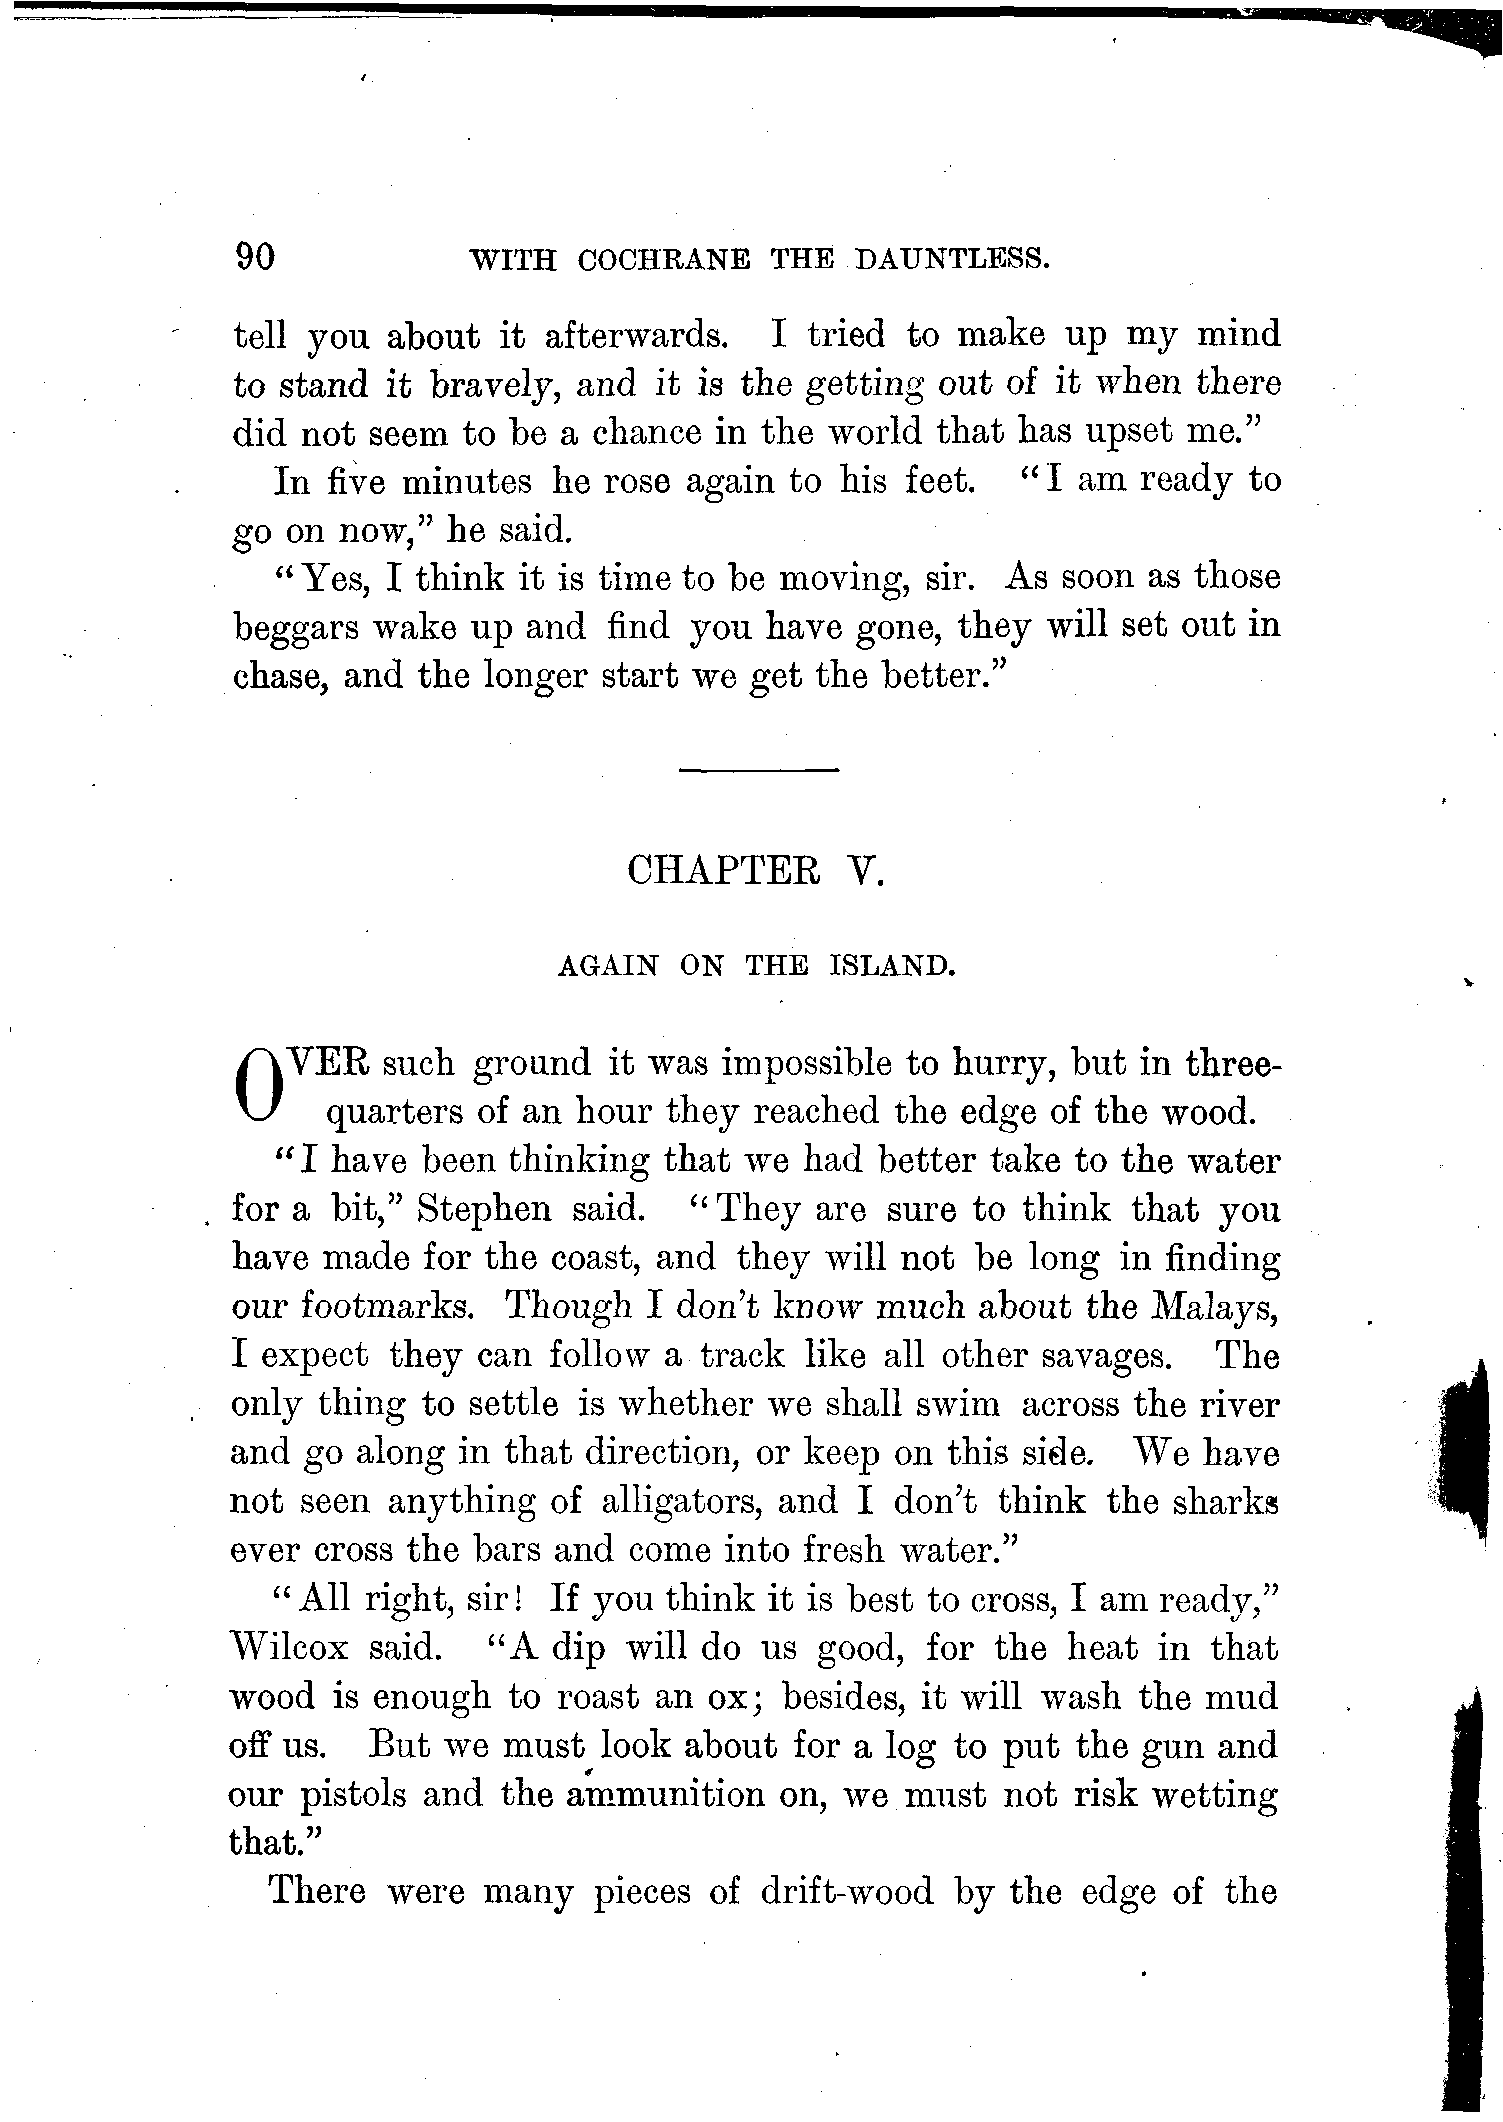 90 WITH COCHRANE THE DAUNTLESS.
tell you about it afterwards. I tried to make up my mind
to stand it bravely, and it is the getting out of it when there
did not seem to be a chance in the world that has upset me.”
In five minutes he rose again to his feet. “I am ready to
go on now,” he said.
“Yes, I think it is time to be moving, sir. As soon as those
beggars wake up and find you have gone, they will set out in
chase, and the longer start we get the better.”
CHAPTER V.
AGAIN ON THE ISLAND.
OVER such ground it was impossible to hurry, but in three-
quarters of an hour they reached the edge of the wood.
“I have been thinking that we had better take to the water
for a bit,” Stephen said. “They are sure to think that you
have made for the coast, and they will not be long in finding
our footmarks. Though I don’t know much about the Malays,
I expect they can follow a track like all other savages. The
only thing to settle is whether we shall swim across the river
and go along in that direction, or keep on this side. We have
not seen anything of alligators, and I don’t think the sharks
ever cross the bars and come into fresh water.”
“All right, sir! If you think it is best to cross, I am ready,”
Wilcox said. “A dip will do us good, for the heat in that
wood is enough to roast an ox; besides, it will wash the mud
off us. But we must look about for a log to put the gun and
our pistols and the ammunition on, we must not risk wetting
that.”
There were many pieces of drift-wood by the edge of the